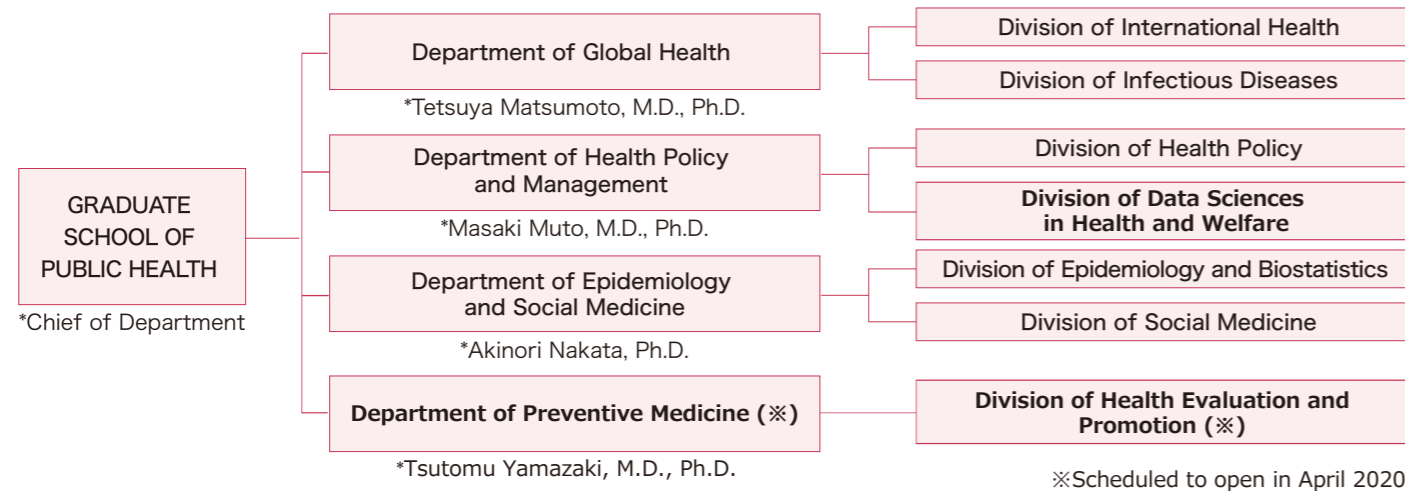 GRADUATE
SCHOOL OF
PUBLIC HEALTH
*Chief of Department
Department of Global Health
*Tetsuya Matsumoto, M.D., Ph.D.
Division of International Health
Division of Infectious Diseases
Department of Health Policy
and Management
*Masaki Muto, M.D., Ph.D.
Division of Health Policy
Division of Data Sciences
in Health and Welfare
Department of Epidemiology
and Social Medicine
*Akinori Nakata, Ph.D.
Division of Epidemiology and Biostatistics
Division of Social Medicine
Department of Preventive Medicine (※)
*Tsutomu Yamazaki, M.D., Ph.D.
Division of Health Evaluation and
Promotion (※)
※Scheduled to open in April 2020